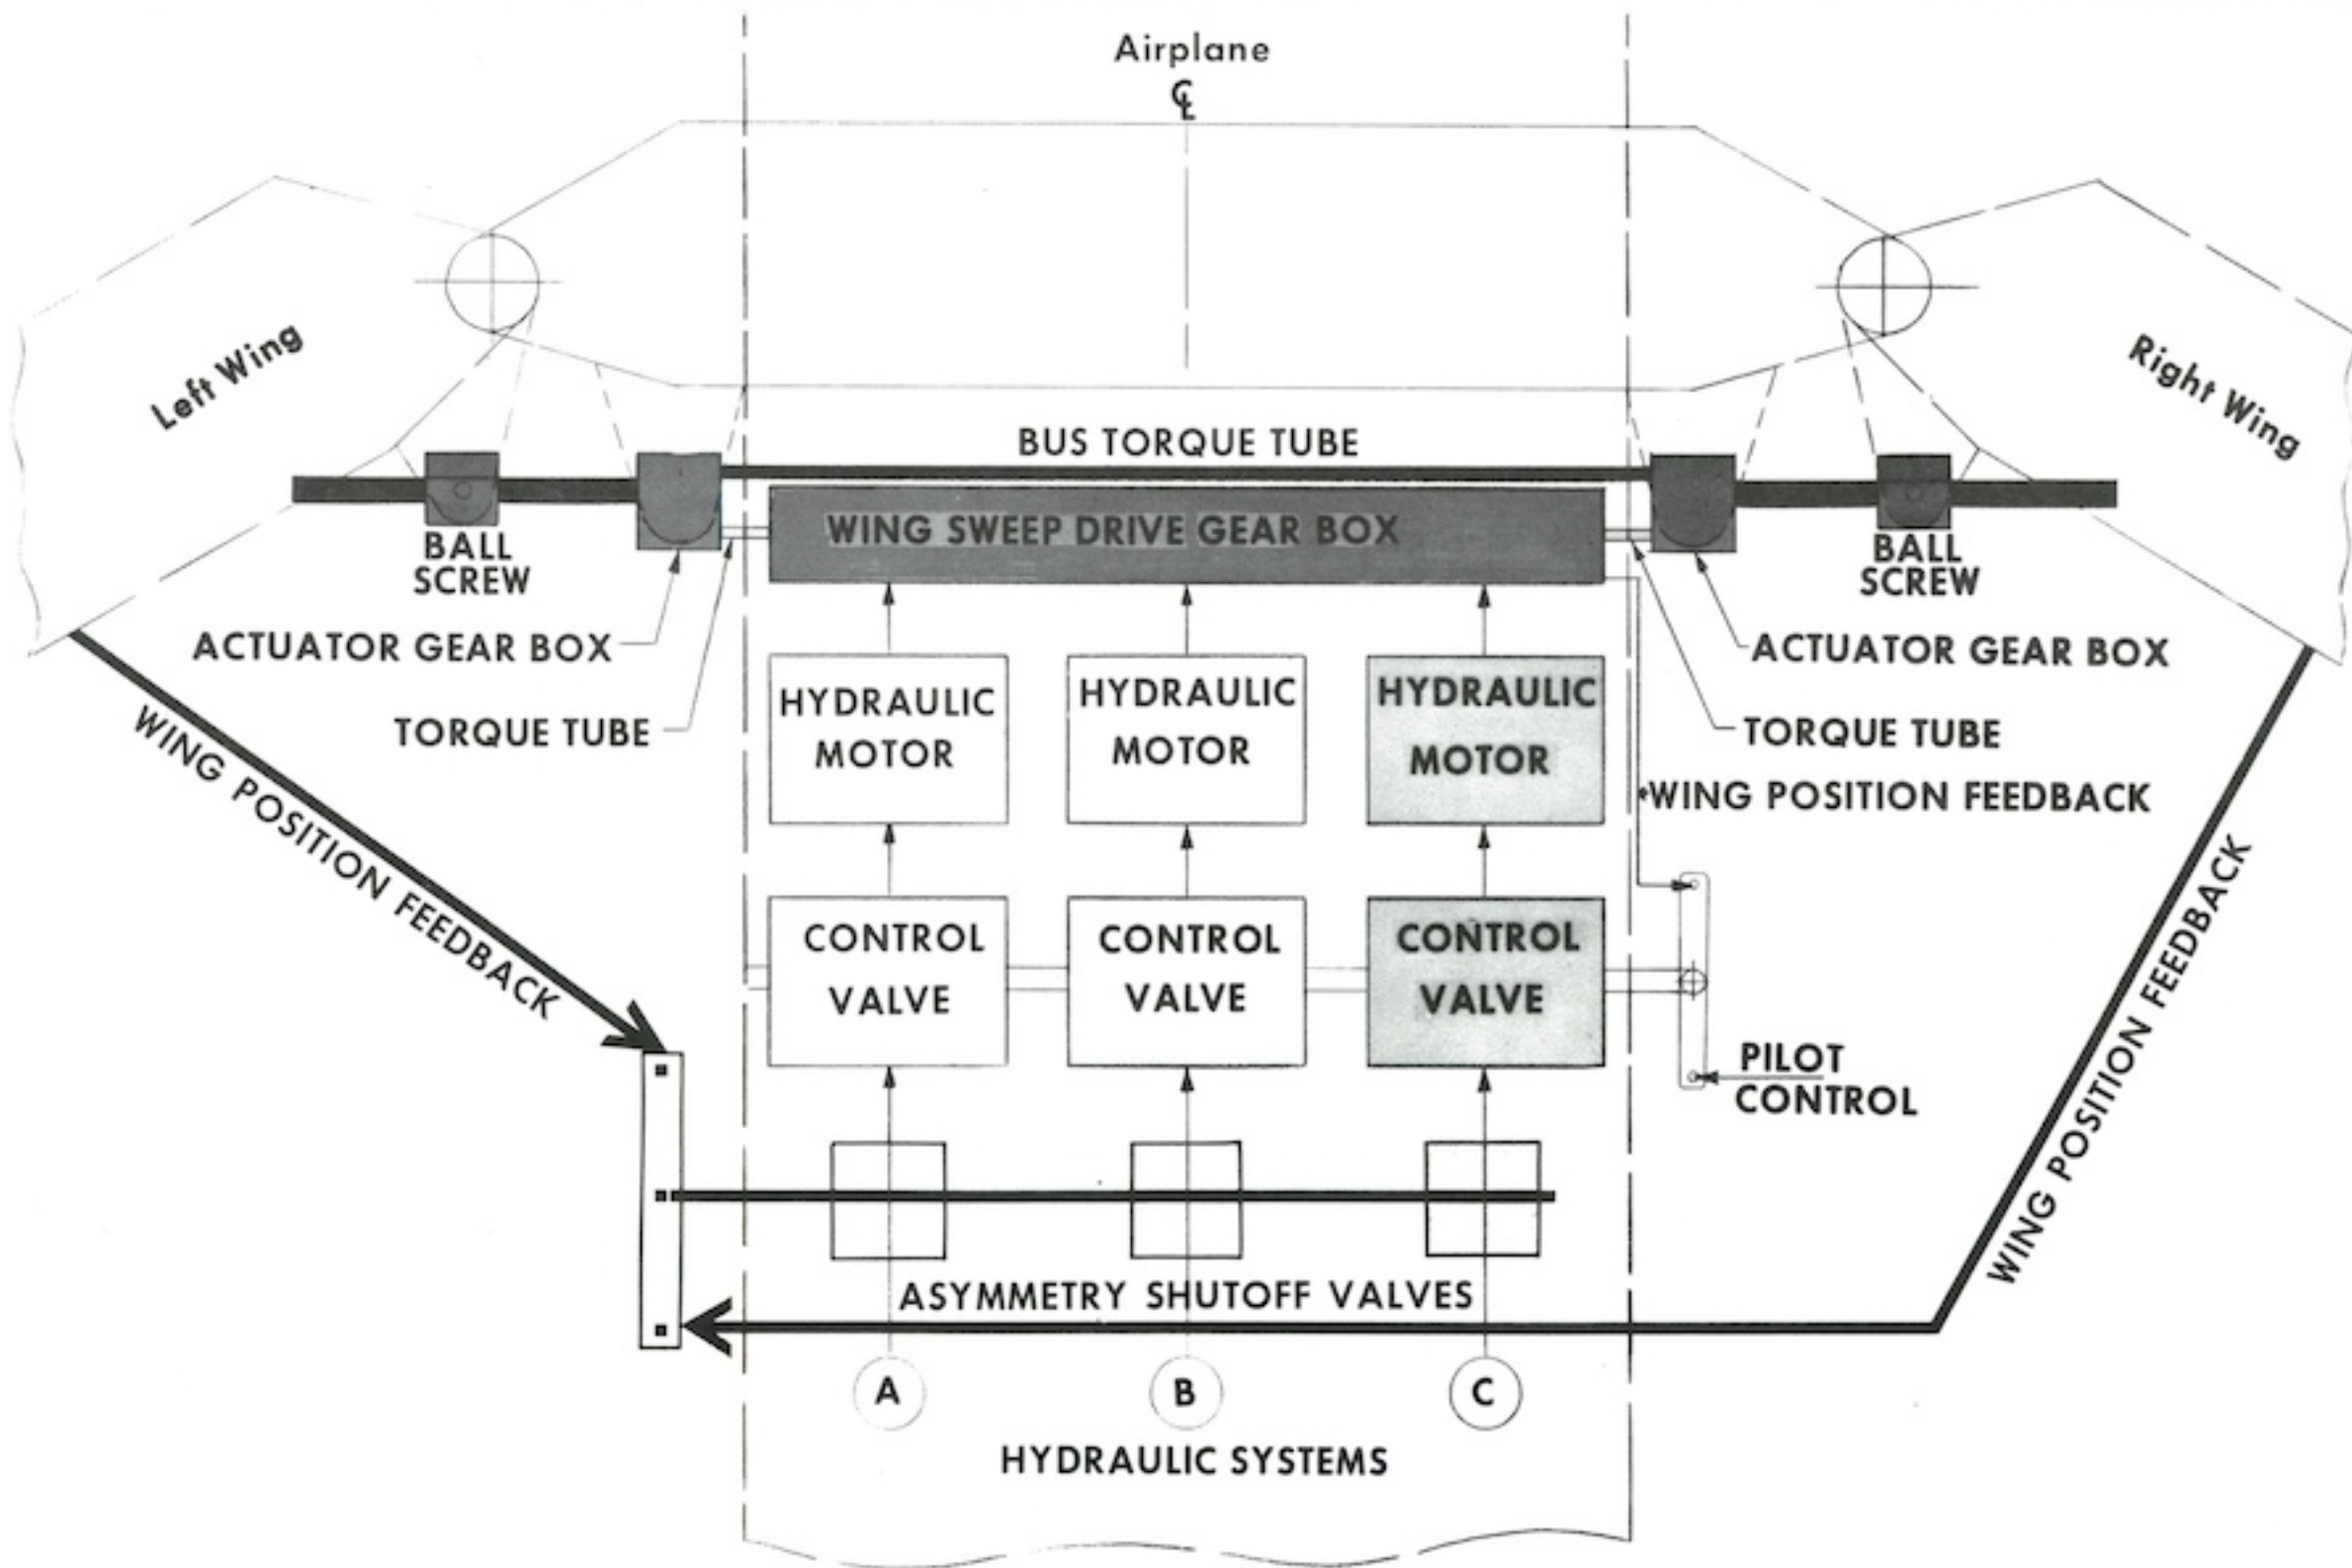 Airplane
℄
Left Wing
Right Wing
BUS TORQUE TUBE
WING SWEEP DRIVE GEAR BOX
BALL
SCREW
BALL
SCREW
ACTUATOR GEAR BOX
ACTUATOR GEAR BOX
TORQUE TUBE
TORQUE TUBE
HYDRAULIC
MOTOR
HYDRAULIC
MOTOR
HYDRAULIC
MOTOR
WING POSITION FEEDBACK
WING POSITION FEEDBACK
WING POSITION FEEDBACK
CONTROL
VALVE
CONTROL
VALVE
CONTROL
VALVE
PILOT
CONTROL
ASYMMETRY SHUTOFF VALVES
A
B
C
HYDRAULIC SYSTEMS